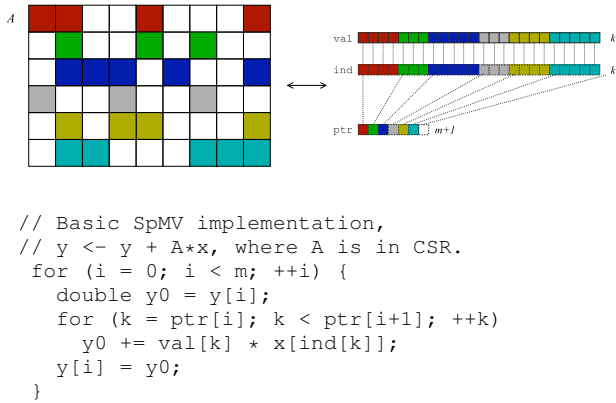 A
val k
ind k
ptr m+1
// Basic SpMV implementation,
// y <- y + A*x, where A is in CSR.
for (i = 0; i < m; ++i) {
double y0 = y[i];
for (k = ptr[i]; k < ptr[i+1]; ++k)
y0 += val[k] * x[ind[k]];
y[i] = y0;
}